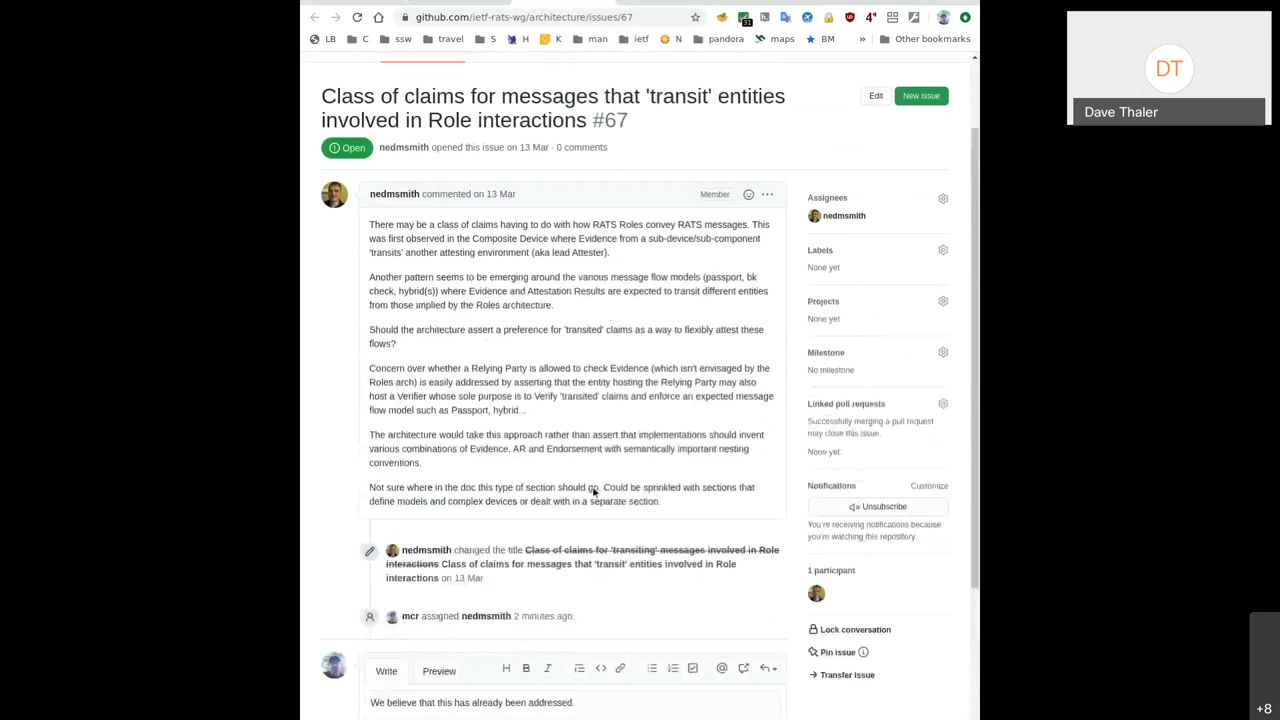 github.com/ietf-rats-wg/architecture/issues/67
31
4+
LB
C
ssw
travel
S
H
K
man
ietf
N
pandora
maps
BM
»
Other bookmarks
Class of claims for messages that 'transit' entities
involved in Role interactions #67
Edit
New issue
Open
nedmsmith opened this issue on 13 Mar · 0 comments
nedmsmith commented on 13 Mar
Member
There may be a class of claims having to do with how RATS Roles convey RATS messages. This
was first observed in the Composite Device where Evidence from a sub-device/sub-component
'transits' another attesting environment (aka lead Attester).
Another pattern seems to be emerging around the various message flow models (passport, bk
check, hybrid(s)) where Evidence and Attestation Results are expected to transit different entities
from those implied by the Roles architecture.
Should the architecture assert a preference for 'transited' claims as a way to flexibly attest these
flows?
Concern over whether a Relying Party is allowed to check Evidence (which isn't envisaged by the
Roles arch) is easily addressed by asserting that the entity hosting the Relying Party may also
host a Verifier whose sole purpose is to Verify 'transited' claims and enforce an expected message
flow model such as Passport, hybrid...
The architecture would take this approach rather than assert that implementations should invent
various combinations of Evidence, AR and Endorsement with semantically important nesting
conventions.
Not sure where in the doc this type of section should go. Could be sprinkled with sections that
define models and complex devices or dealt with in a separate section.
nedmsmith changed the title Class of claims for 'transiting' messages involved in Role
interactions Class of claims for messages that 'transit' entities involved in Role
interactions on 13 Mar
mcr assigned nedmsmith 2 minutes ago
Write
Preview
H B I
We believe that this has already been addressed.
Assignees
nedmsmith
Labels
None yet
Projects
None yet
Milestone
No milestone
Linked pull requests
Successfully merging a pull request
may close this issue.
None yet
Notifications
Customize
Unsubscribe
You're receiving notifications because
you're watching this repository.
1 participant
Lock conversation
Pin issue
Transfer issue
DT
Dave Thaler
+8